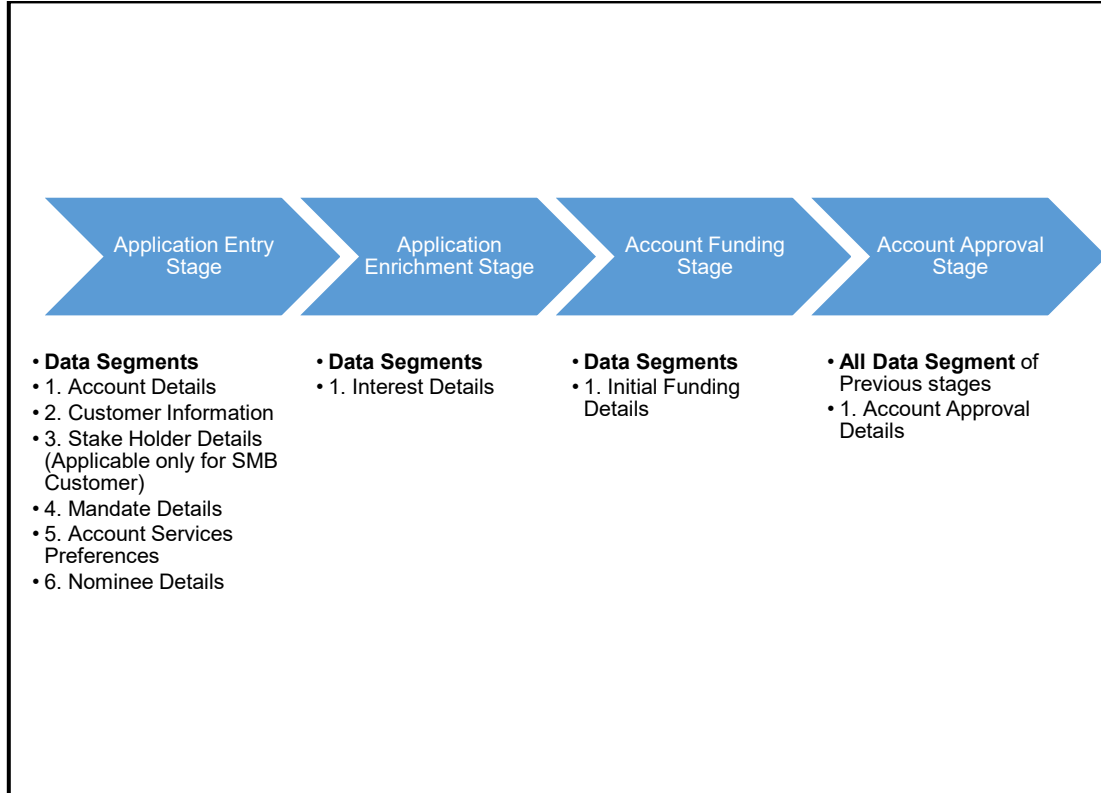 Application Entry
Stage
Application
Enrichment Stage
Account Funding
Stage
Account Approval
Stage
• Data Segments
• 1. Account Details
• 2. Customer Information
• 3. Stake Holder Details
(Applicable only for SMB
Customer)
• 4. Mandate Details
• 5. Account Services
Preferences
• 6. Nominee Details
• Data Segments
• 1. Interest Details
• Data Segments
• 1. Initial Funding
Details
• All Data Segment of
Previous stages
• 1. Account Approval
Details